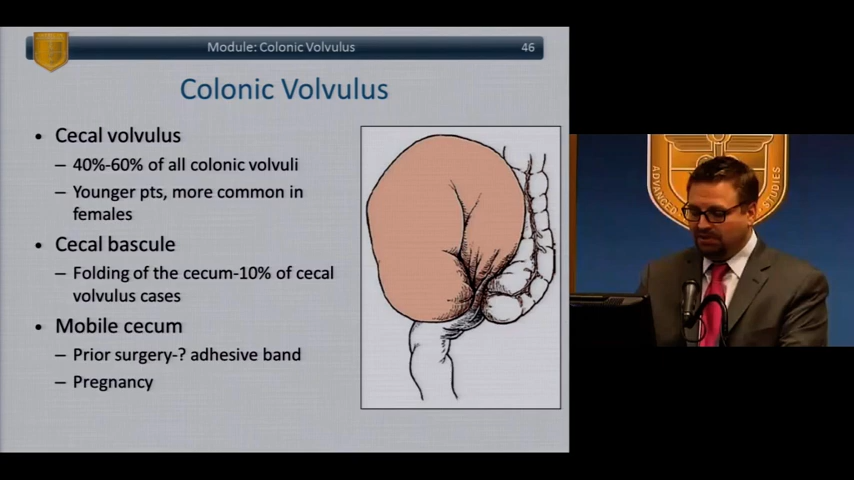 Module: Colonic Volvulus 46
Colonic Volvulus
• Cecal volvulus
– 40%-60% of all colonic volvuli
– Younger pts, more common in
females
• Cecal bascule
– Folding of the cecum-10% of cecal
volvulus cases
• Mobile cecum
– Prior surgery-? adhesive band
– Pregnancy
ADVANCED
STUDIES